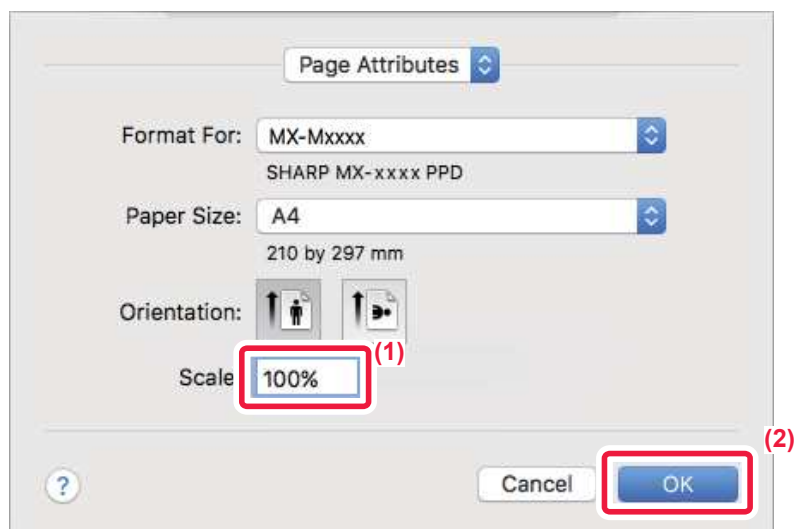 Page Attributes
Format For: MX-Mxxxx
SHARP MX-xxxx PPD
Paper Size: A4
210 by 297 mm
Orientation:
(1)
Scale 100%
(2)
? Cancel OK